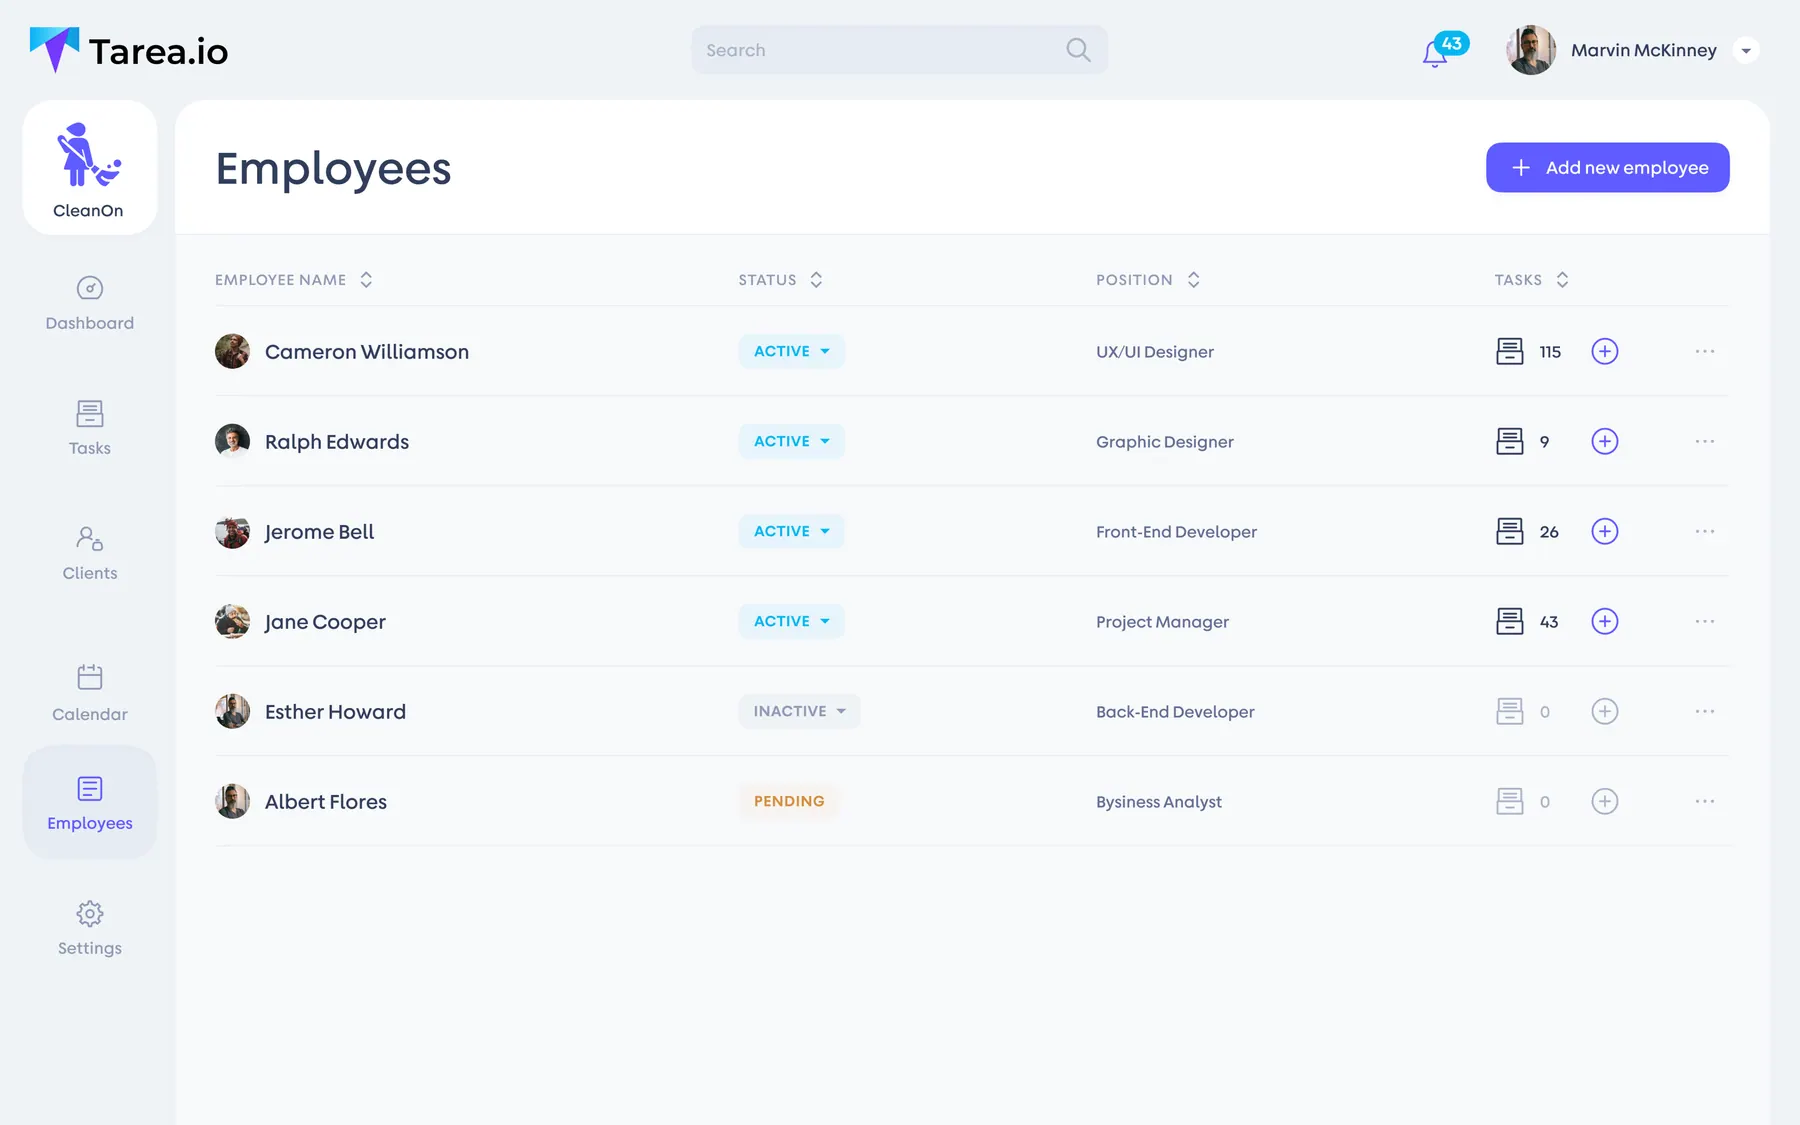 Tarea.io
Search
43
Marvin McKinney
CleanOn
Employees
Add new employee
Dashboard
Tasks
Clients
Calendar
Employees
Settings
EMPLOYEE NAME STATUS POSITION TASKS
Cameron Williamson ACTIVE UX/UI Designer 115
Ralph Edwards ACTIVE Graphic Designer 9
Jerome Bell ACTIVE Front-End Developer 26
Jane Cooper ACTIVE Project Manager 43
Esther Howard INACTIVE Back-End Developer 0
Albert Flores PENDING Bysiness Analyst 0